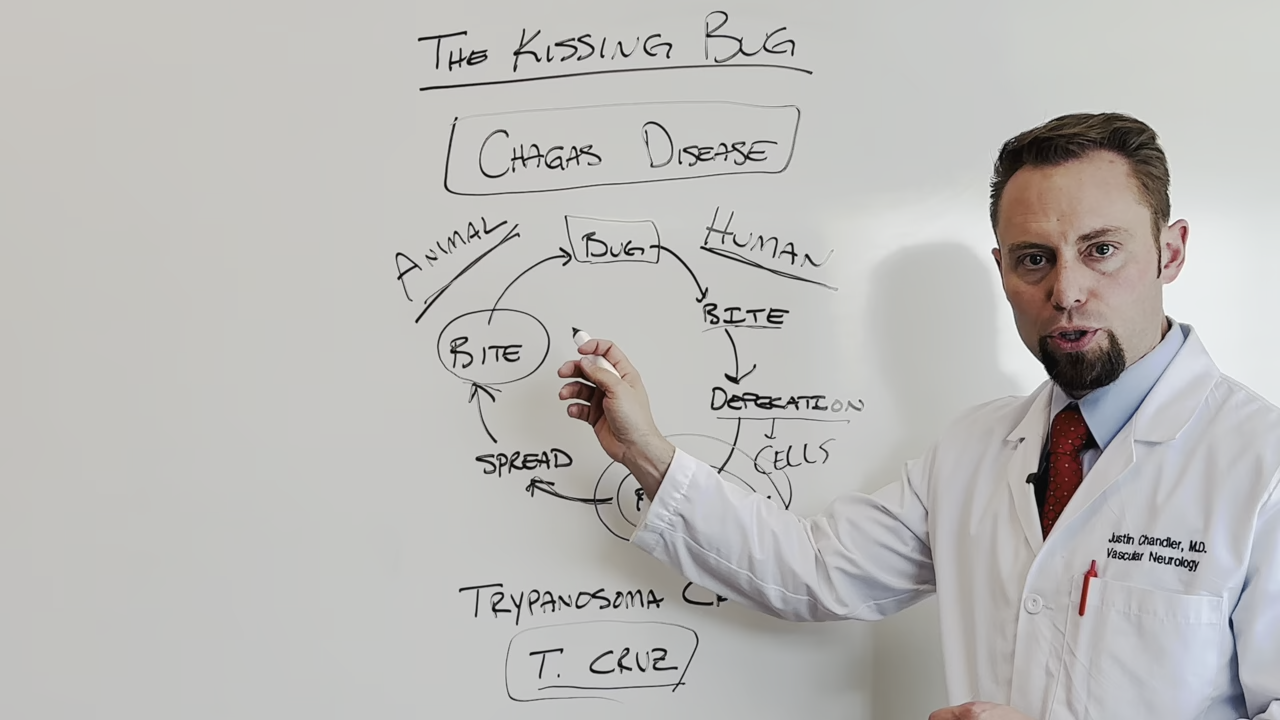 THE KISSING BUG
CHAGAS DISEASE
ANIMAL
BUG
HUMAN
BITE
BITE
DEFECATION
CELLS
SPREAD
TRYPANOSOMA
T. CRUZ
Justin Chandler, M.D.
Vascular Neurology